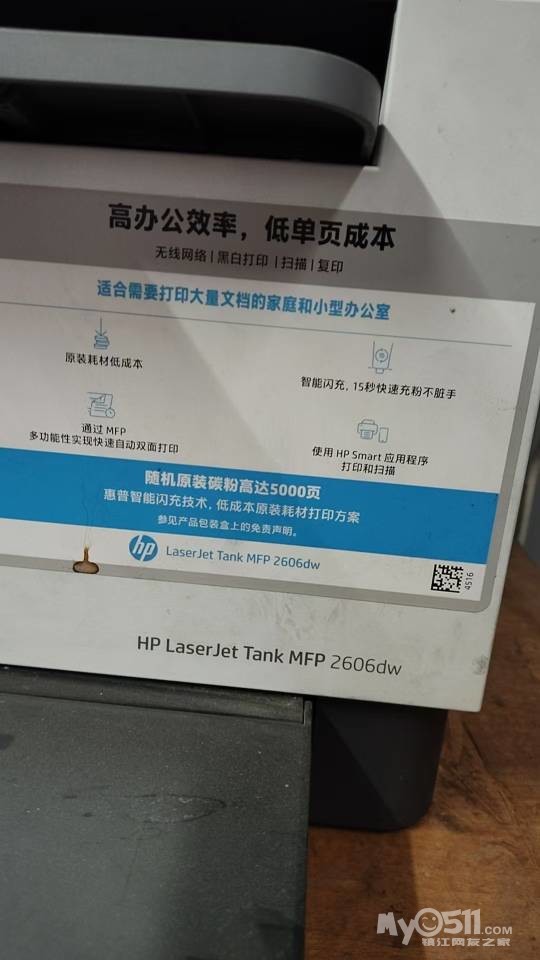 高办公效率，低单页成本
无线网络 | 黑白打印 | 扫描 | 复印
适合需要打印大量文档的家庭和小型办公室
原装耗材低成本
智能闪充，15秒快速充粉不脏手
通过 MFP
多功能性实现快速自动双面打印
使用 HP Smart 应用程序
打印和扫描
随机原装碳粉高达5000页
惠普智能闪充技术，低成本原装耗材打印方案
参见产品包装盒上的免责声明。
hp LaserJet Tank MFP 2606dw
4S16
HP LaserJet Tank MFP 2606dw
My0511.COM
镇江网友之家